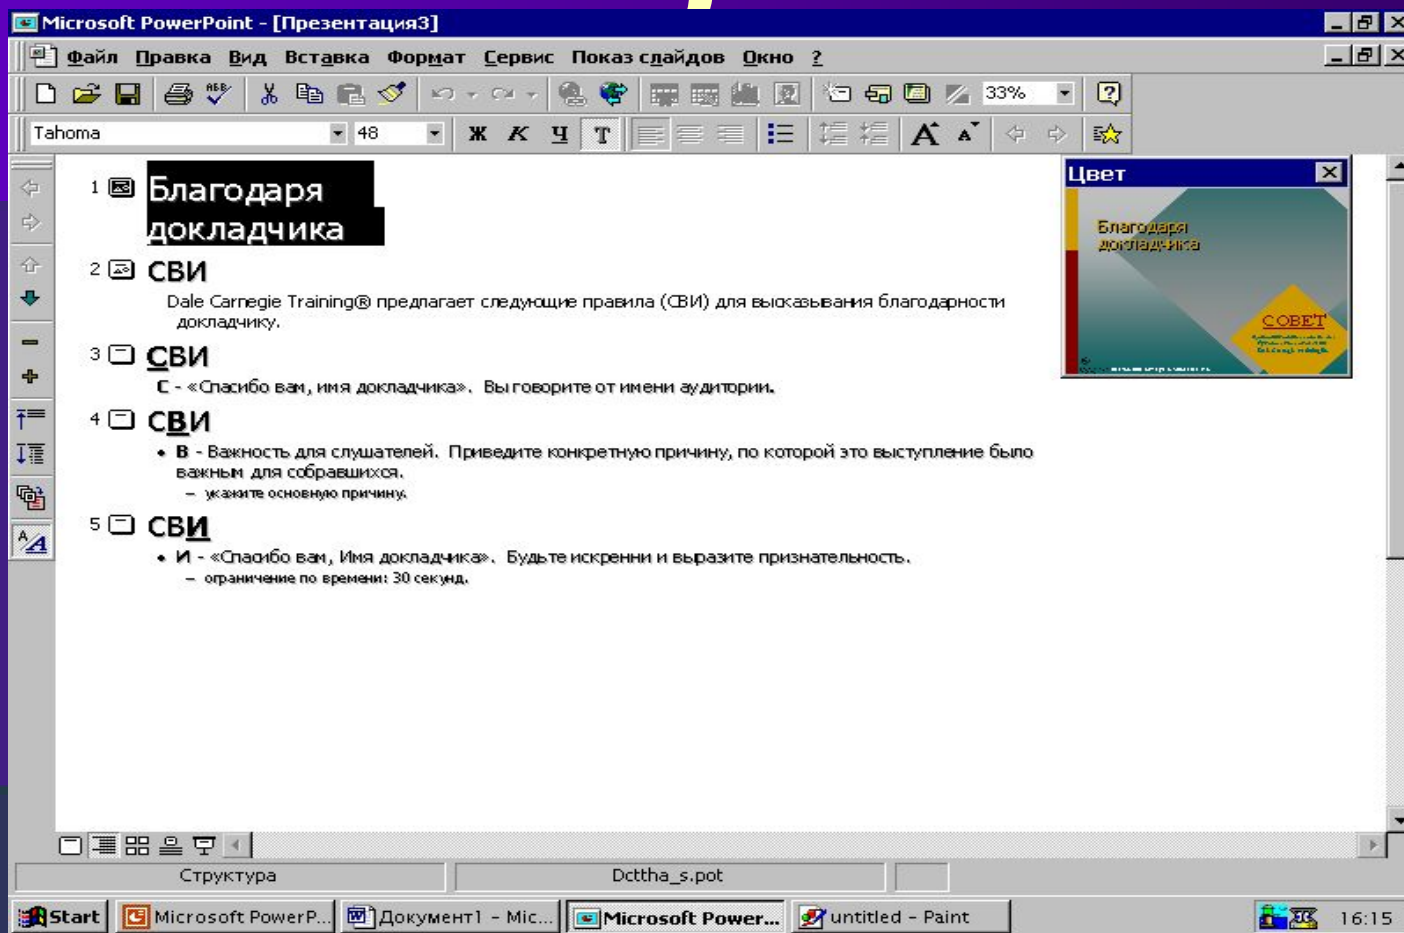 Microsoft PowerPoint - [Презентация3]
Файл Правка Вид Вставка Формат Сервис Показ слайдов Окно ?
33%
Tahoma 48 Ж К Ч Т
1 Благодаря
докладчика
2 СВИ
Dale Carnegie Training® предлагает следующие правила (СВИ) для высказывания благодарности
докладчику.
3 СВИ
С - «Спасибо вам, имя докладчика». Вы говорите от имени аудитории.
4 СВИ
• В - Важность для слушателей. Приведите конкретную причину, по которой это выступление было
важным для собравшихся.
– укажите основную причину.
5 СВИ
• И - «Спасибо вам, Имя докладчика». Будьте искренни и выразите признательность.
– ограничение по времени: 30 секунд.
Цвет
Благодаря
докладчика
СОВЕТ
Структура Dcttha_s.pot
Start Microsoft PowerP... Документ1 - Mic... Microsoft Power... untitled - Paint 16:15